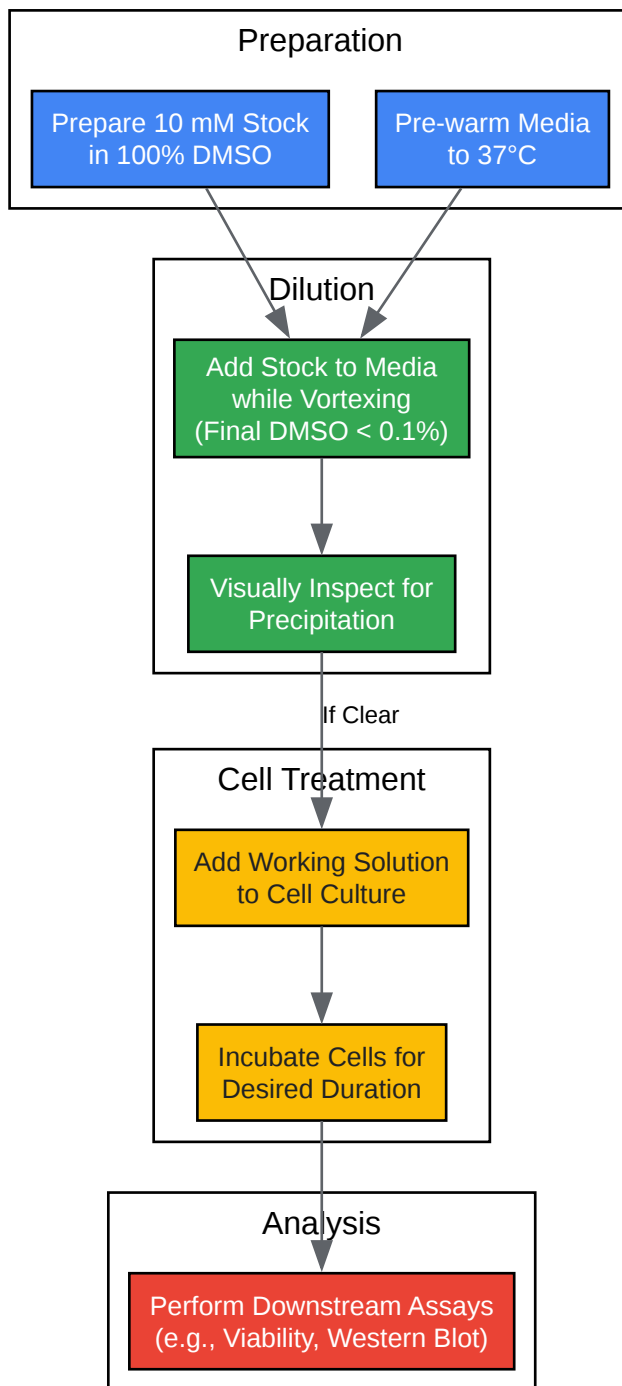 Preparation
Prepare 10 mM Stock
in 100% DMSO
Pre-warm Media
to 37°C
Dilution
Add Stock to Media
while Vortexing
(Final DMSO < 0.1%)
Visually Inspect for
Precipitation
If Clear
Cell Treatment
Add Working Solution
to Cell Culture
Incubate Cells for
Desired Duration
Analysis
Perform Downstream Assays
(e.g., Viability, Western Blot)